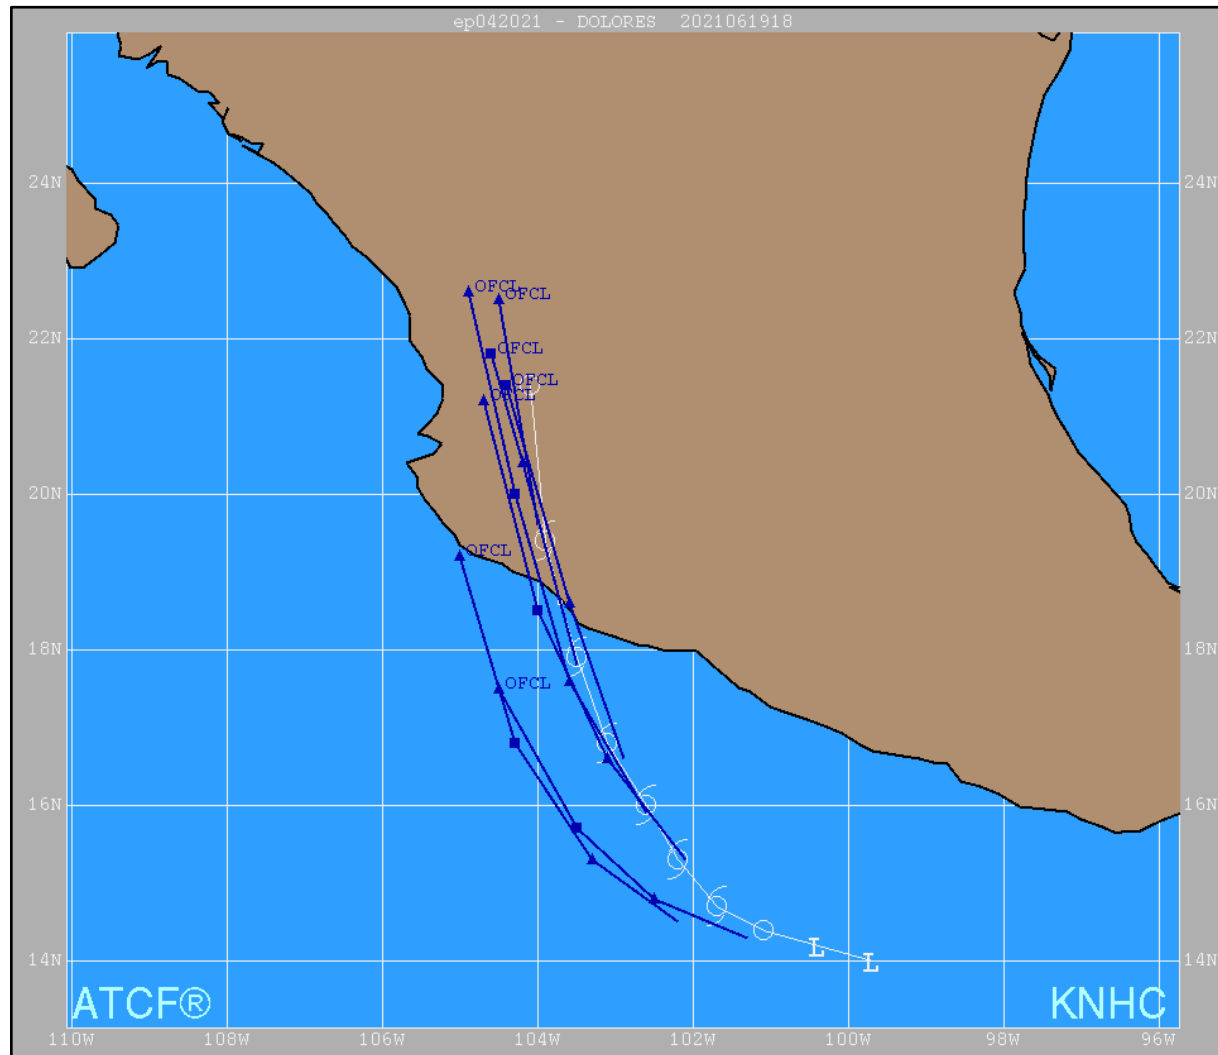 ep042021 - DOLORES 2021061918
24N 24N
OFCL
OFCL
22N 22N
OFCL
OFCL
OFCL
20N 20N
OFCL
18N 18N
OFCL
16N 16N
L
14N L 14N
ATCF® KNHC
110W 108W 106W 104W 102W 100W 98W 96W